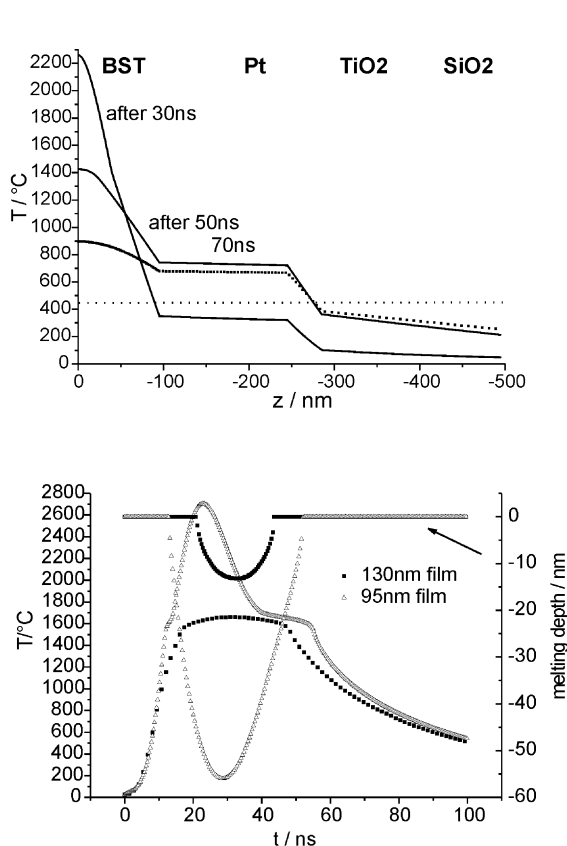 BST Pt TiO2 SiO2
2200
2000
1800
1600
1400
1200
1000
800
600
400
200
0
T / °C
after 30ns
after 50ns
70ns
0 -100 -200 -300 -400 -500
z / nm
2800
2600
2400
2200
2000
1800
1600
1400
1200
1000
800
600
400
200
0
T/°C
130nm film
95nm film
0
-10
-20
-30
-40
-50
-60
melting depth / nm
0 20 40 60 80 100
t / ns